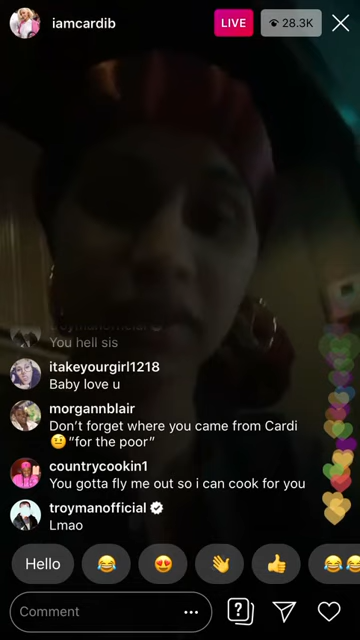 iamcardib LIVE 28.3K
You hell sis
itakeyourgirl1218
Baby love u
morgannblair
Don't forget where you came from Cardi
🤨"for the poor"
countrycookin1
You gotta fly me out so i can cook for you
troymanofficial
Lmao
Hello
Comment